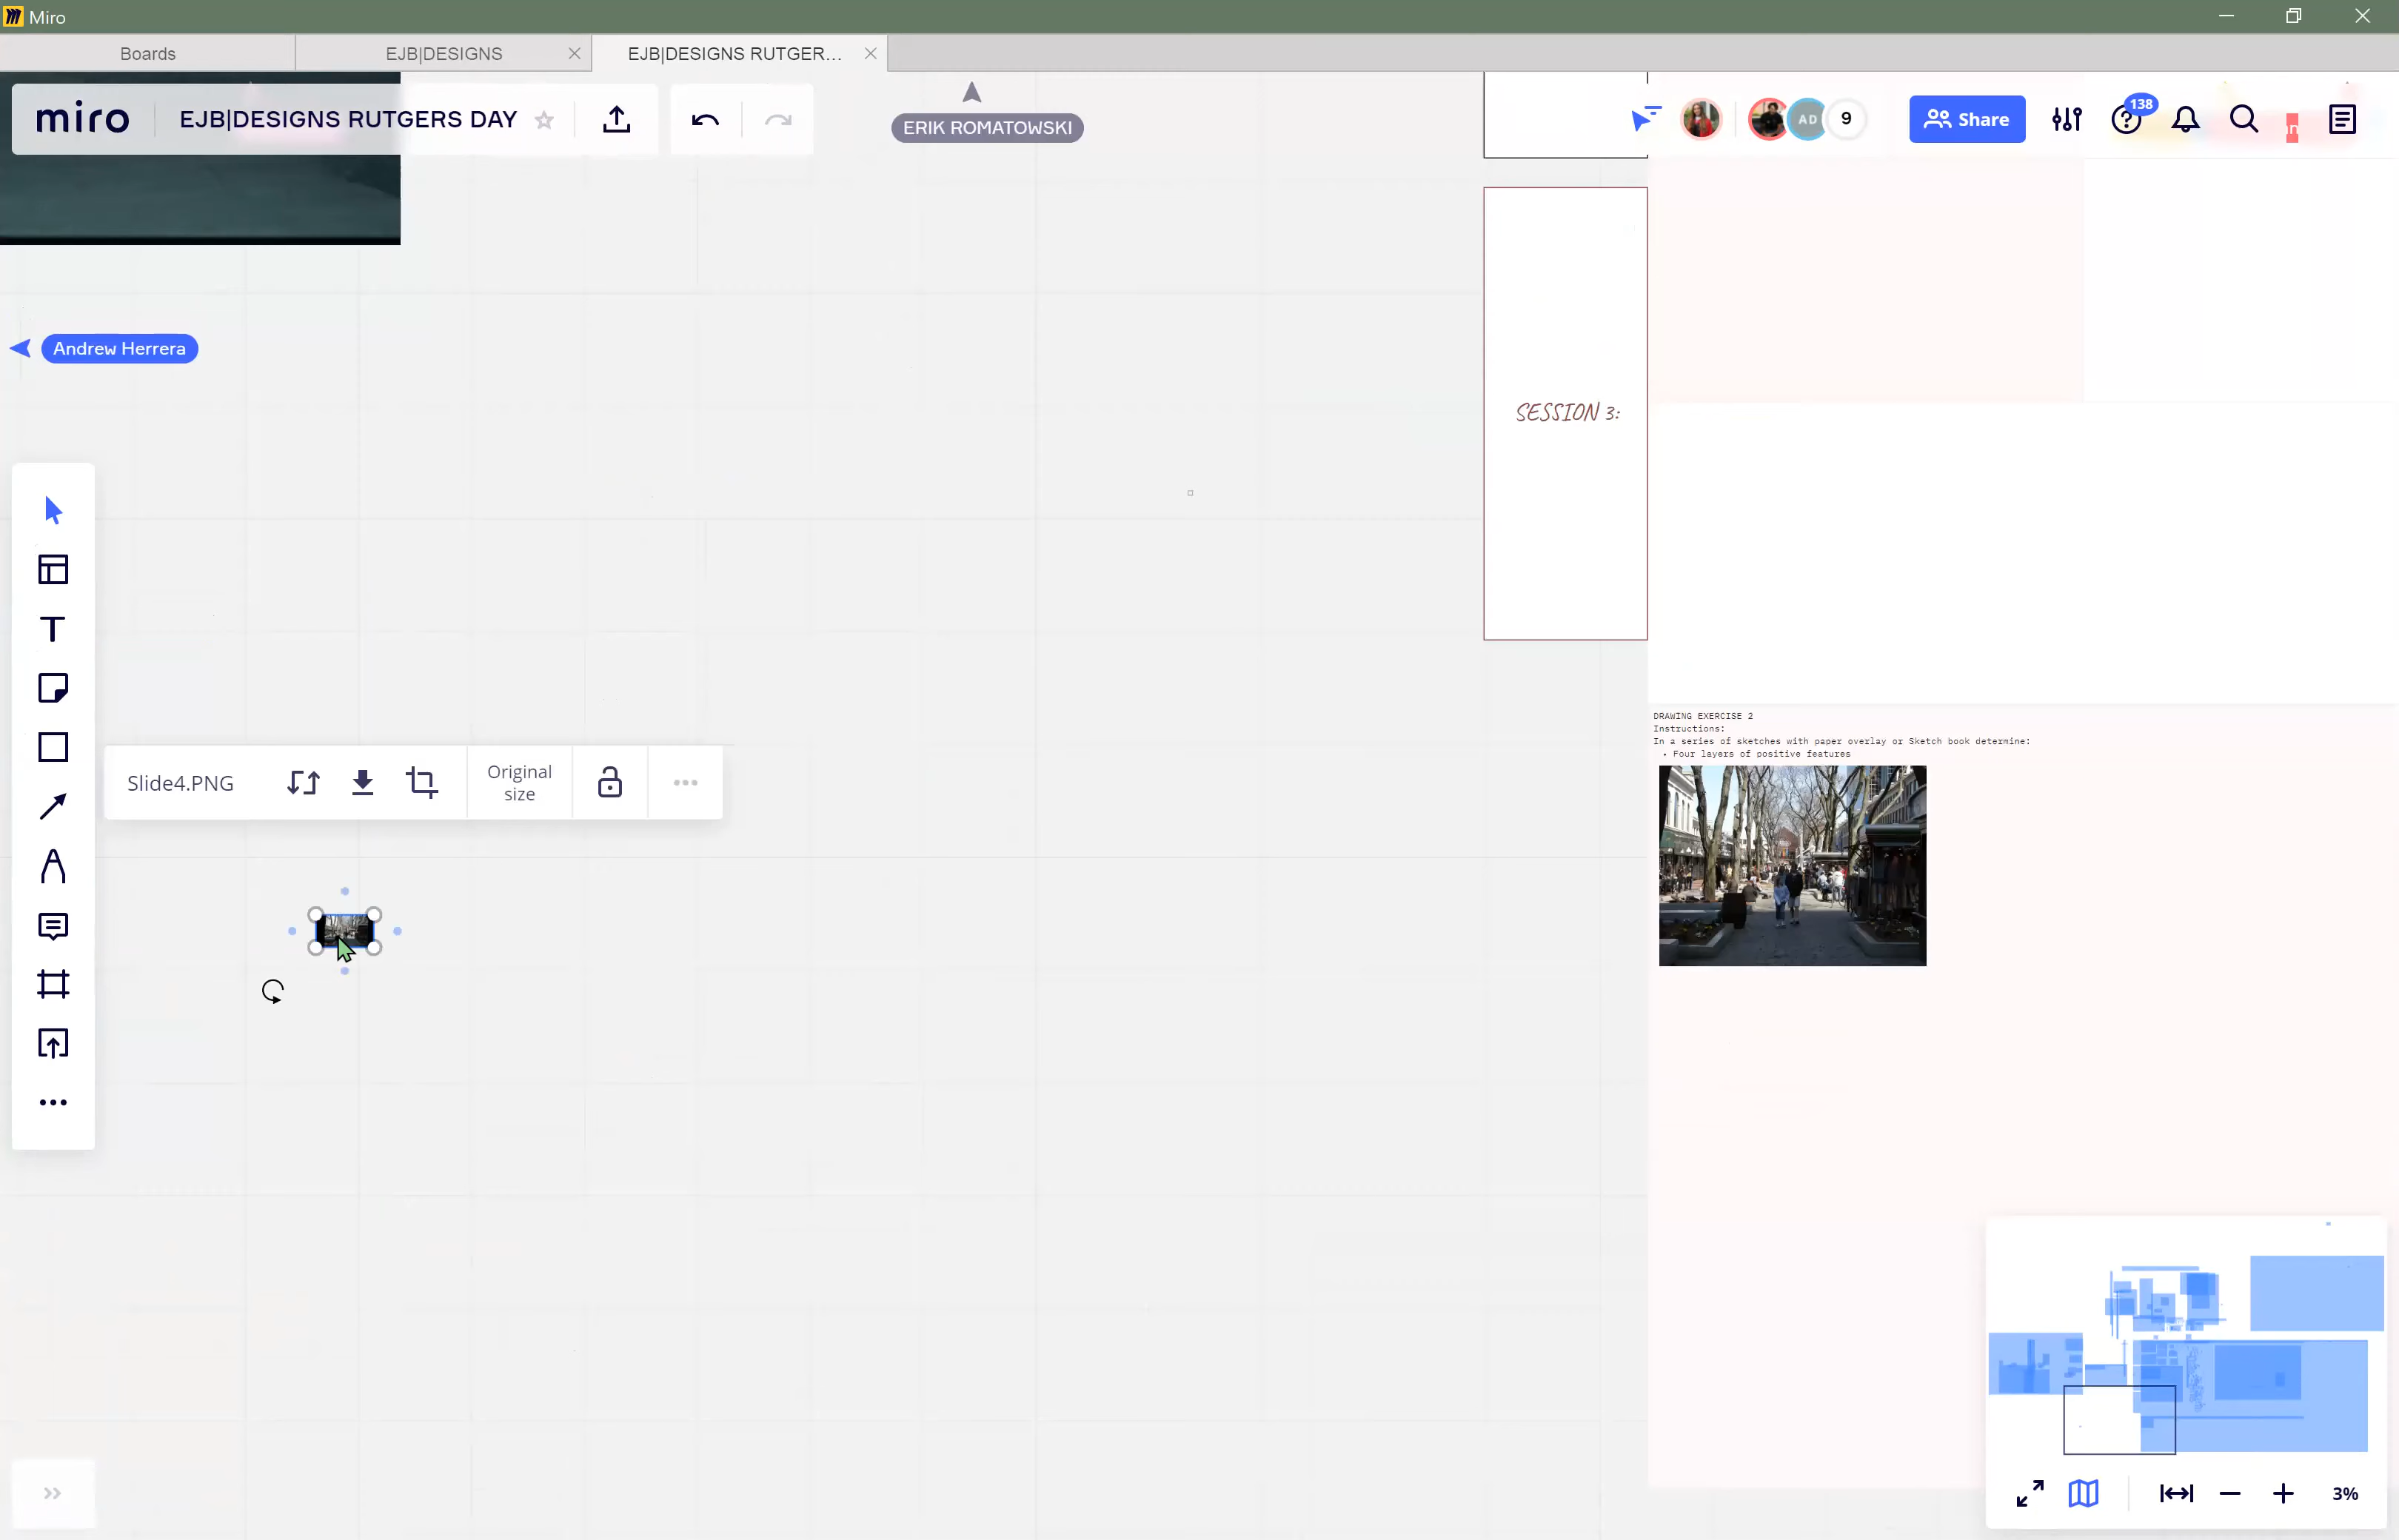 Miro
Boards
EJB|DESIGNS
EJB|DESIGNS RUTGER...
miro
EJB|DESIGNS RUTGERS DAY
ERIK ROMATOWSKI
AD
9
Share
138
Andrew Herrera
SESSION 3:
DRAWING EXERCISE 2
Instructions:
In a series of sketches with paper overlay or Sketch book determine:
• Four layers of positive features
Slide4.PNG
Original
size
3%